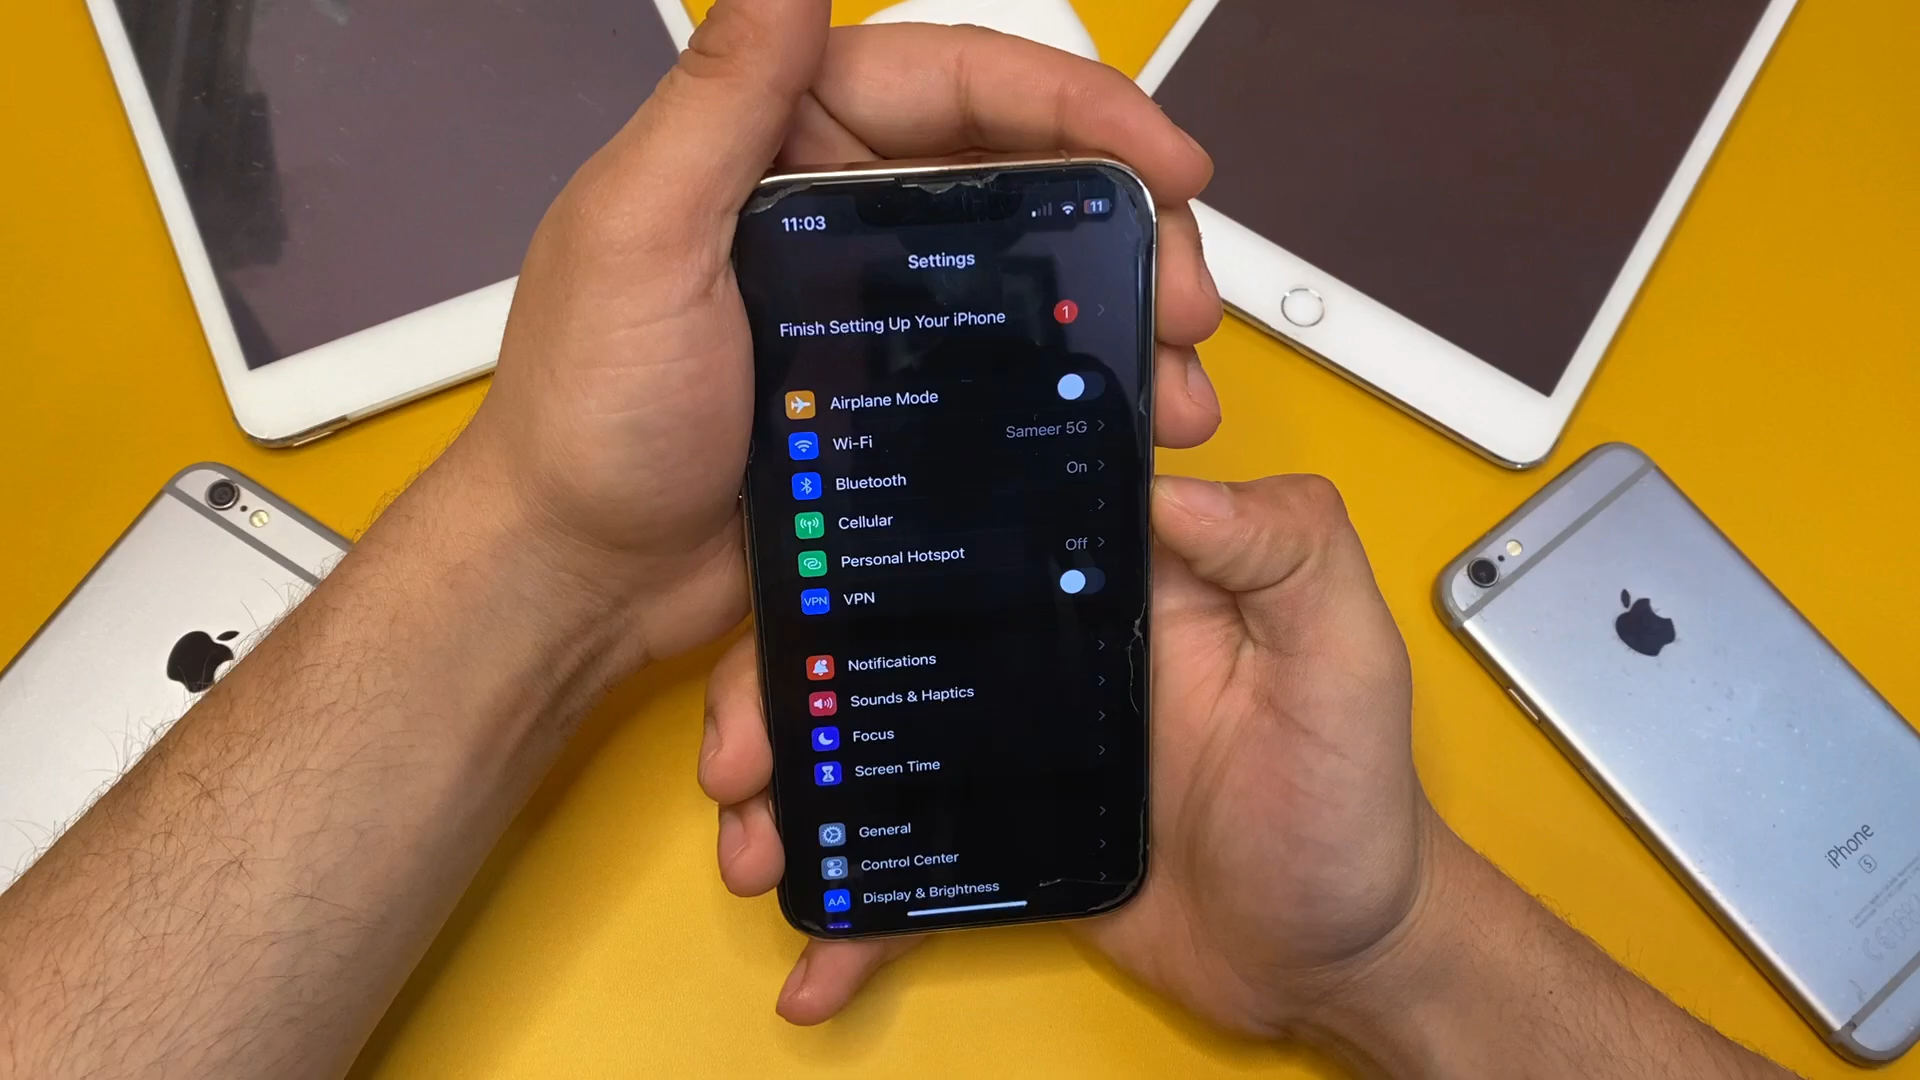 11:03 11
Settings
Finish Setting Up Your iPhone 1
Airplane Mode
Wi-Fi Sameer 5G
Bluetooth On
Cellular
Personal Hotspot Off
VPN VPN
Notifications
Sounds & Haptics
Focus
Screen Time
General
Control Center
AA Display & Brightness
iPhone
S